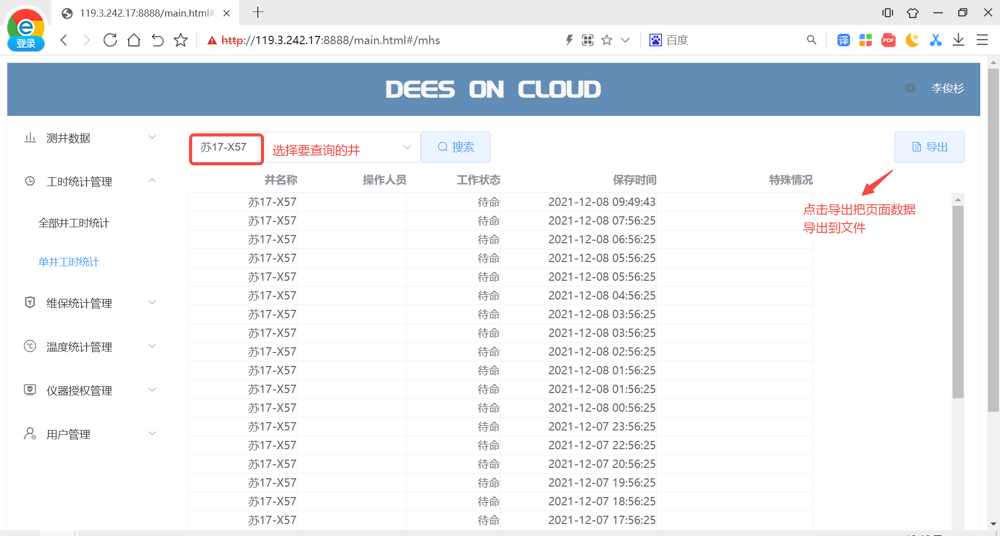 119.3.242.17:8888/main.html#
登录
http://119.3.242.17:8888/main.html#/mhs
百度
译
PDF
DEES ON CLOUD
李俊杉
测井数据
工时统计管理
全部井工时统计
单井工时统计
维保统计管理
℃ 温度统计管理
仪器授权管理
用户管理
苏17-X57 选择要查询的井 搜索 导出
井名称 操作人员 工作状态 保存时间 特殊情况
点击导出把页面数据
导出到文件
苏17-X57 待命 2021-12-08 09:49:43
苏17-X57 待命 2021-12-08 07:56:25
苏17-X57 待命 2021-12-08 06:56:25
苏17-X57 待命 2021-12-08 05:56:25
苏17-X57 待命 2021-12-08 05:56:25
苏17-X57 待命 2021-12-08 04:56:25
苏17-X57 待命 2021-12-08 03:56:25
苏17-X57 待命 2021-12-08 03:56:25
苏17-X57 待命 2021-12-08 02:56:25
苏17-X57 待命 2021-12-08 01:56:25
苏17-X57 待命 2021-12-08 01:56:25
苏17-X57 待命 2021-12-08 00:56:25
苏17-X57 待命 2021-12-07 23:56:25
苏17-X57 待命 2021-12-07 22:56:25
苏17-X57 待命 2021-12-07 20:56:25
苏17-X57 待命 2021-12-07 19:56:25
苏17-X57 待命 2021-12-07 18:56:25
苏17-X57 待命 2021-12-07 17:56:25